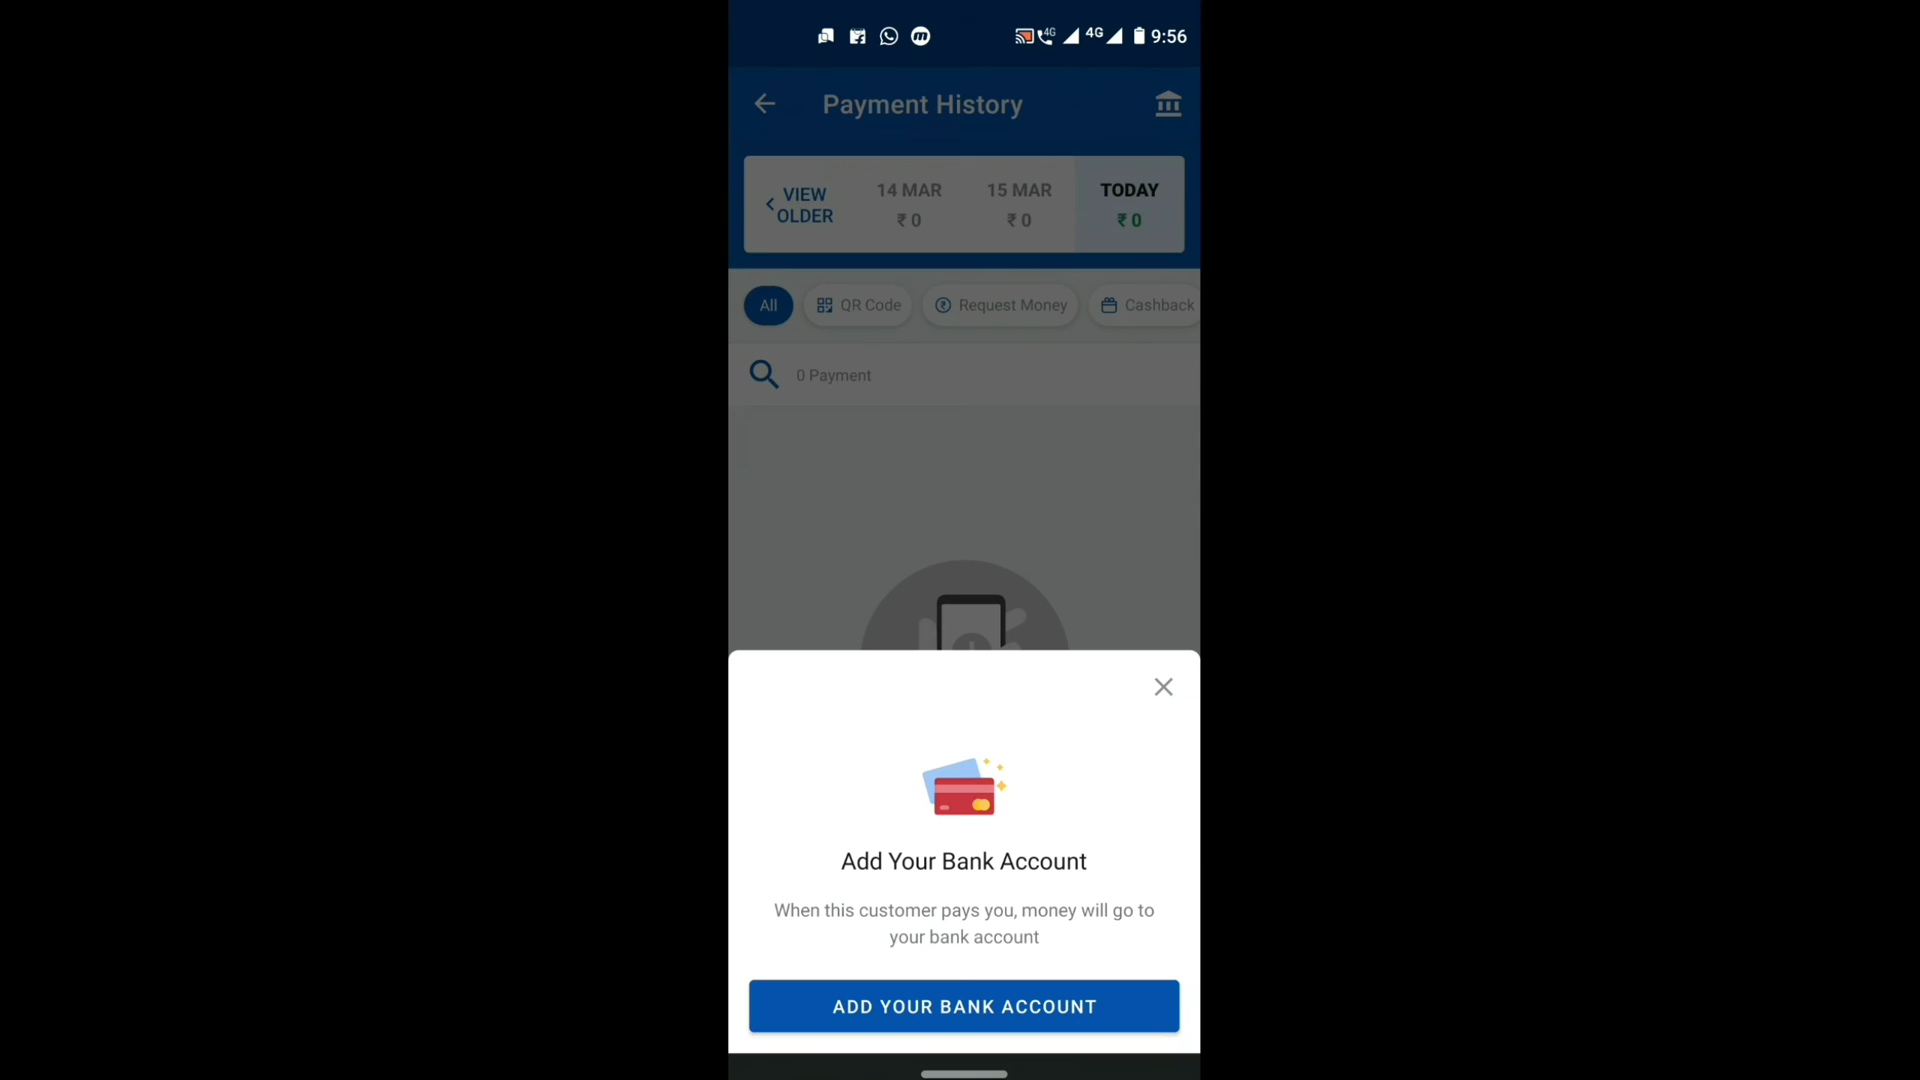 4G 4G 9:56
Payment History
VIEW OLDER
14 MAR
₹ 0
15 MAR
₹ 0
TODAY
₹ 0
All
QR Code
Request Money
Cashback
0 Payment
Add Your Bank Account
When this customer pays you, money will go to
your bank account
ADD YOUR BANK ACCOUNT